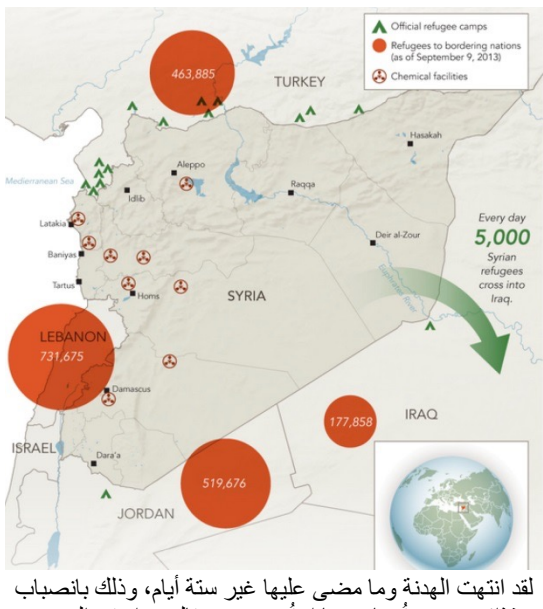 Official refugee camps
Refugees to bordering nations
(as of September 9, 2013)
Chemical facilities
463,885
TURKEY
Hasakah
Aleppo
Mediterranean Sea
Idlib
Raqqa
Latakia
Every day
5,000
Syrian
refugees
cross into
Iraq.
Deir al-Zour
Baniyas
Euphrates River
Tartus
Homs
SYRIA
LEBANON
731,675
Damascus
177,858
IRAQ
ISRAEL
Dara'a
519,676
JORDAN
لقد انتهت الهدنة وما مضى عليها غير ستة أيام، وذلك بانصباب